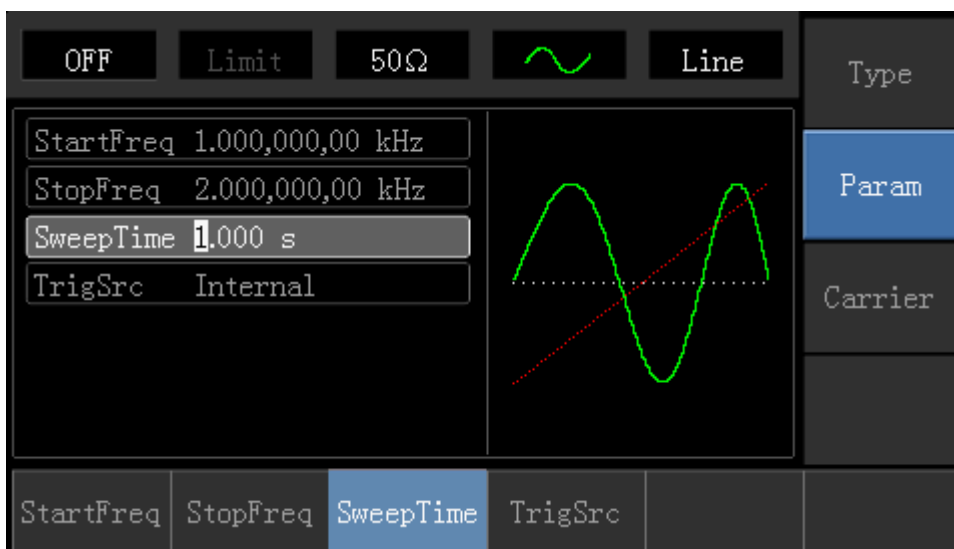 OFF Limit 50Ω Line
Type
StartFreq 1.000,000,00 kHz
StopFreq 2.000,000,00 kHz
Param
SweepTime 1.000 s
TrigSrc Internal
Carrier
StartFreq StopFreq SweepTime TrigSrc